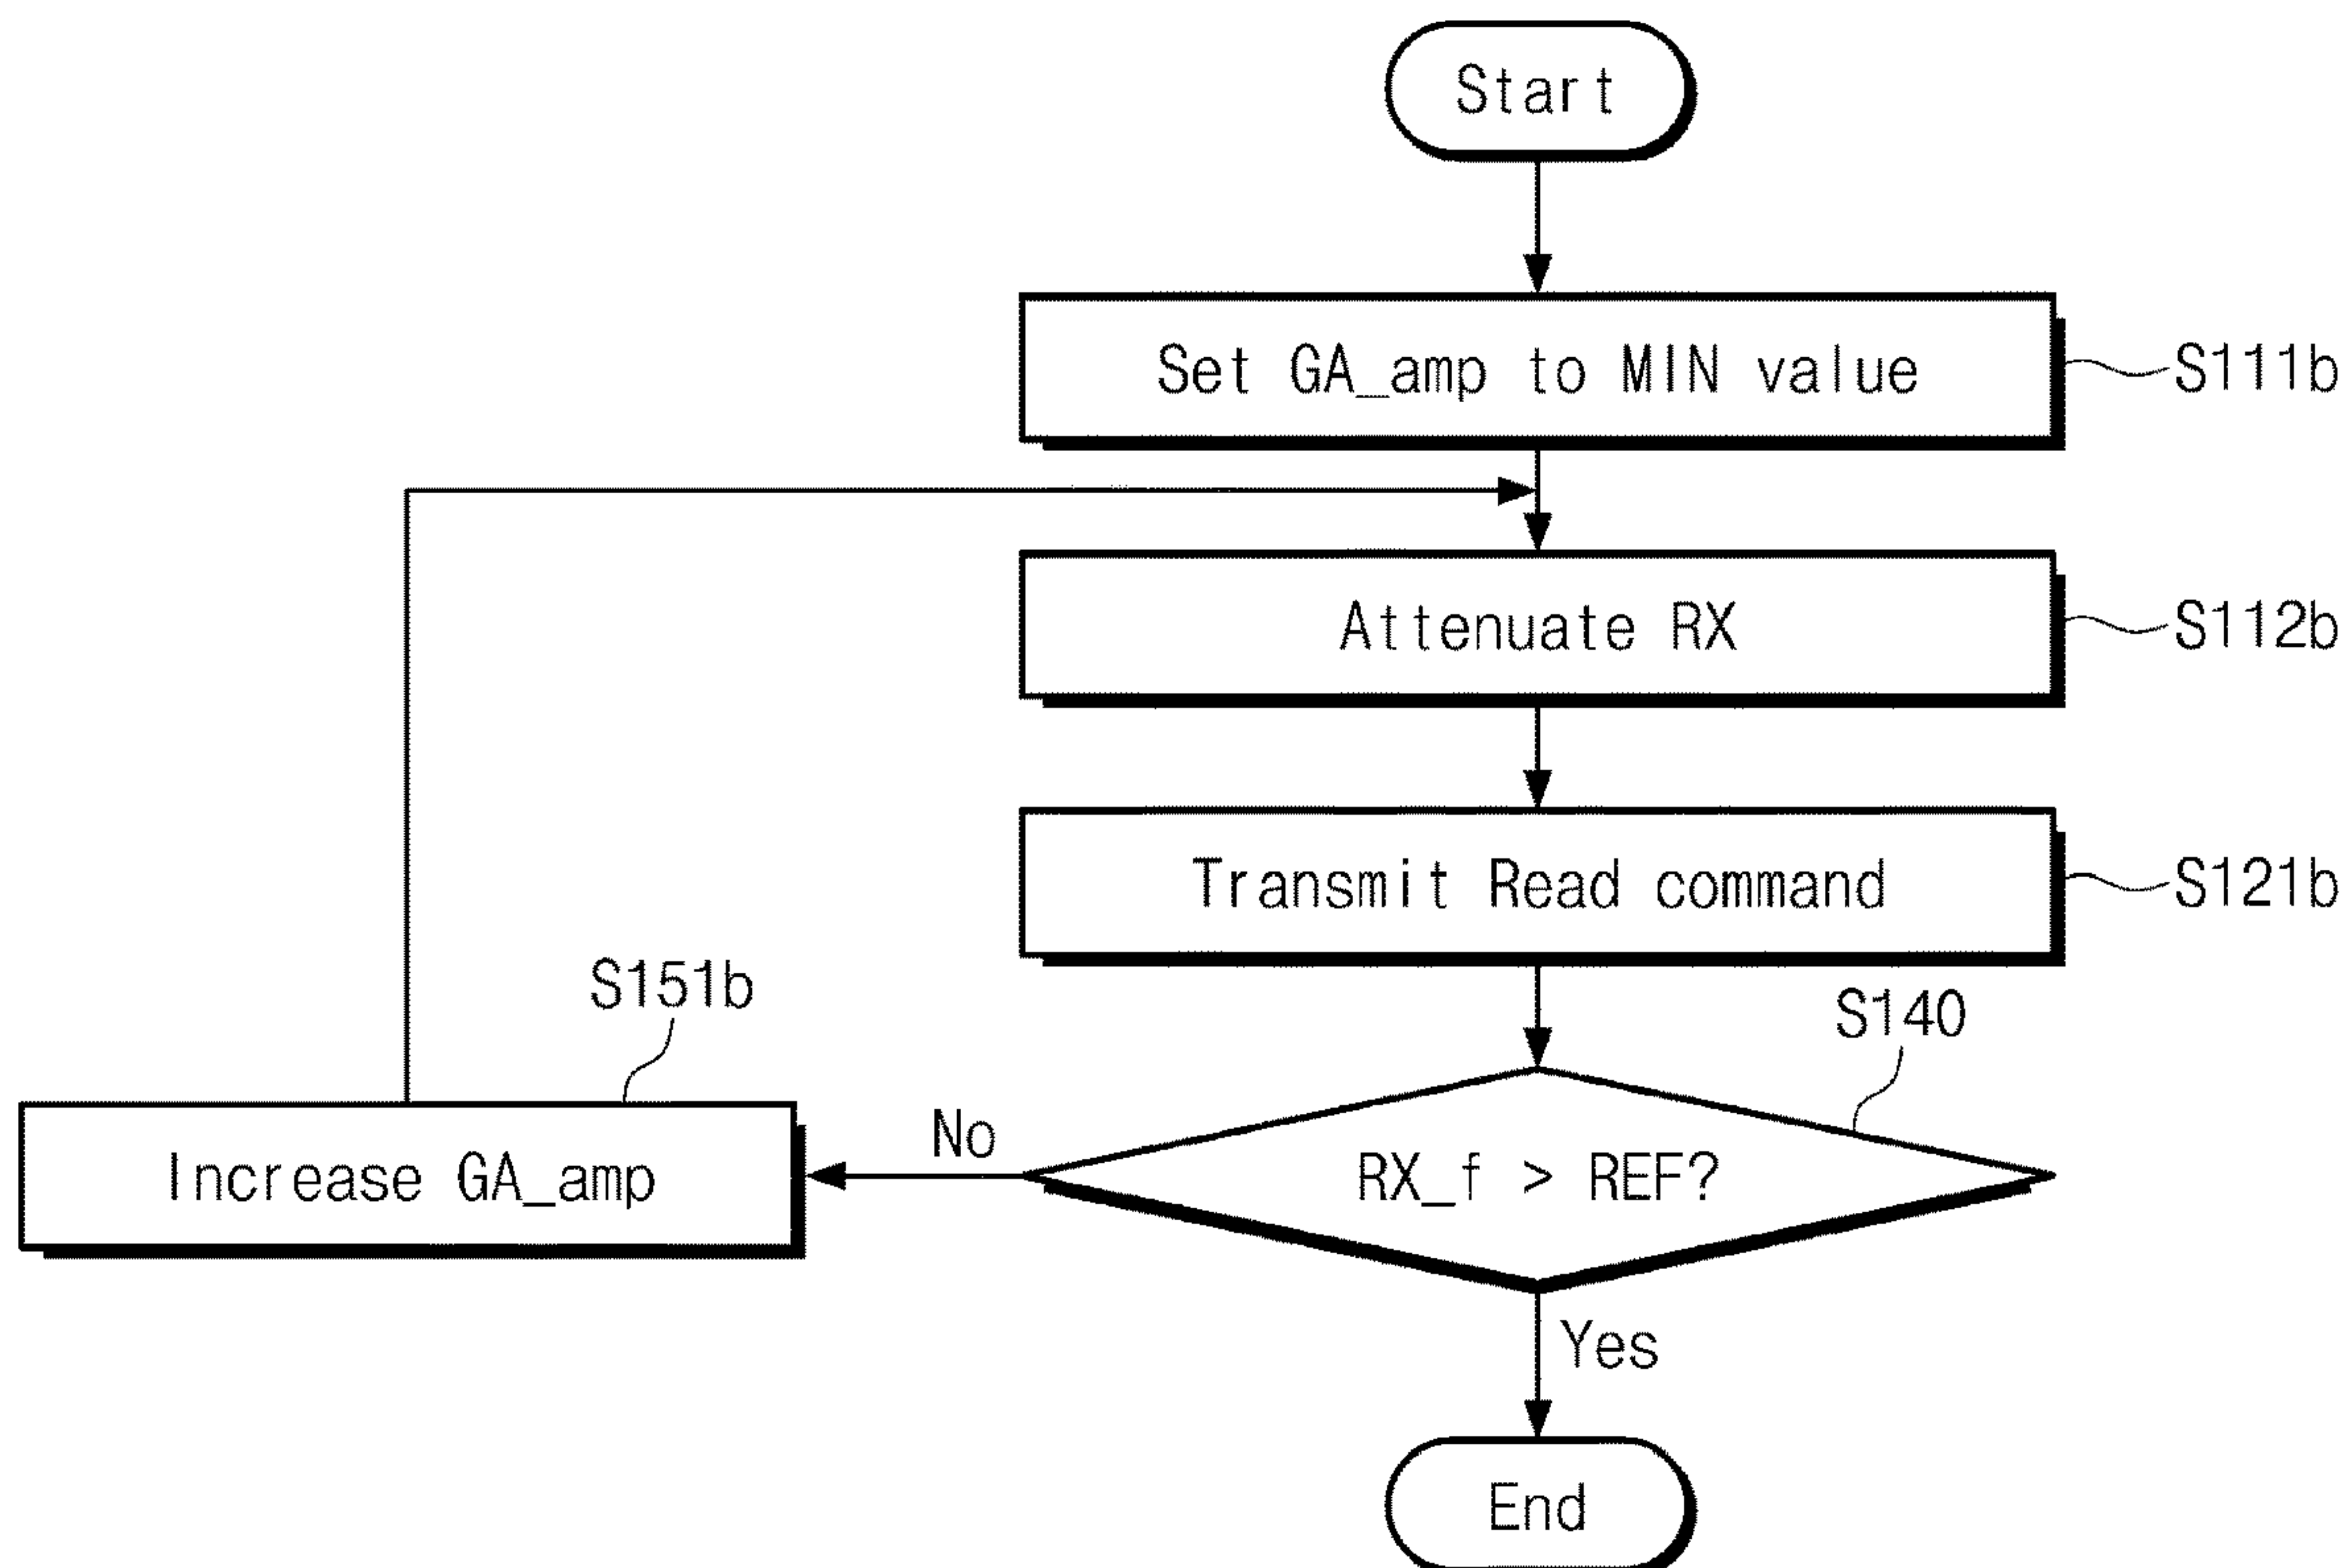 Start
Set GA_amp to MIN value
S111b
Attenuate RX
S112b
Transmit Read command
S121b
S151b
S140
Increase GA_amp
No
RX_f > REF?
Yes
End